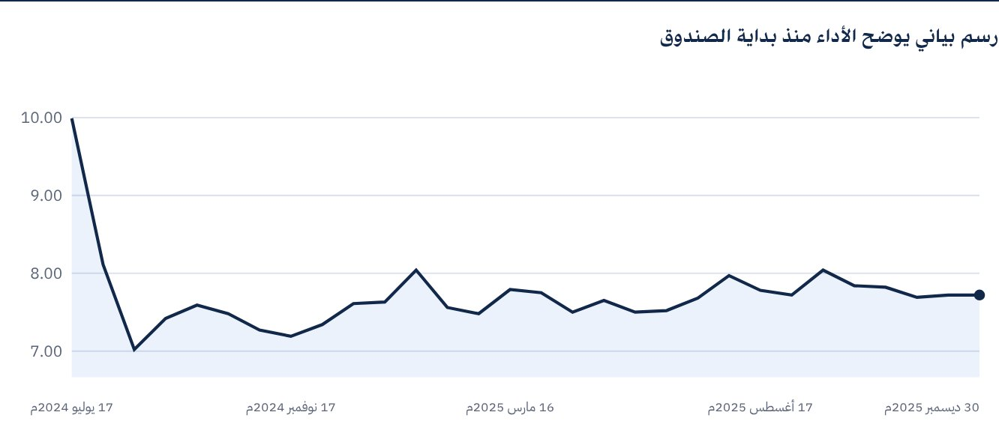 رسم بياني يوضح الأداء منذ بداية الصندوق
10.00
9.00
8.00
7.00
17 يوليو 2024م
17 نوفمبر 2024م
16 مارس 2025م
17 أغسطس 2025م
30 ديسمبر 2025م